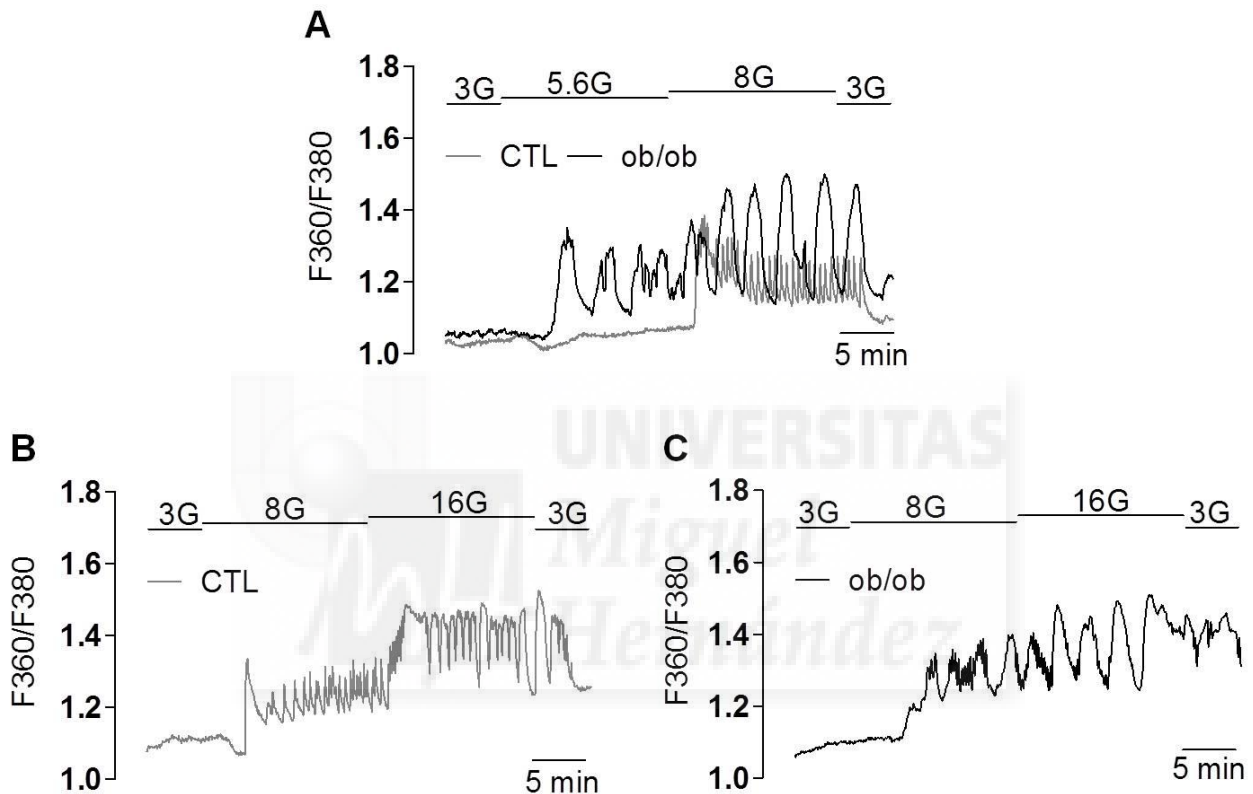 A
F360/F380
1.8
1.6
1.4
1.2
1.0
3G 5.6G 8G 3G
CTL ob/ob
5 min
B
F360/F380
1.8
1.6
1.4
1.2
1.0
3G 8G 16G 3G
CTL
5 min
C
F360/F380
1.8
1.6
1.4
1.2
1.0
3G 8G 16G 3G
ob/ob
5 min
UNIVERSITAS
Miguel
Hernández